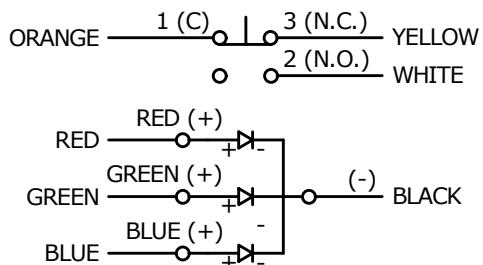 ORANGE 1 (C) 3 (N.C.) YELLOW
2 (N.O.) WHITE
RED RED (+) + -
GREEN GREEN (+) + - (-) BLACK
BLUE BLUE (+) + -